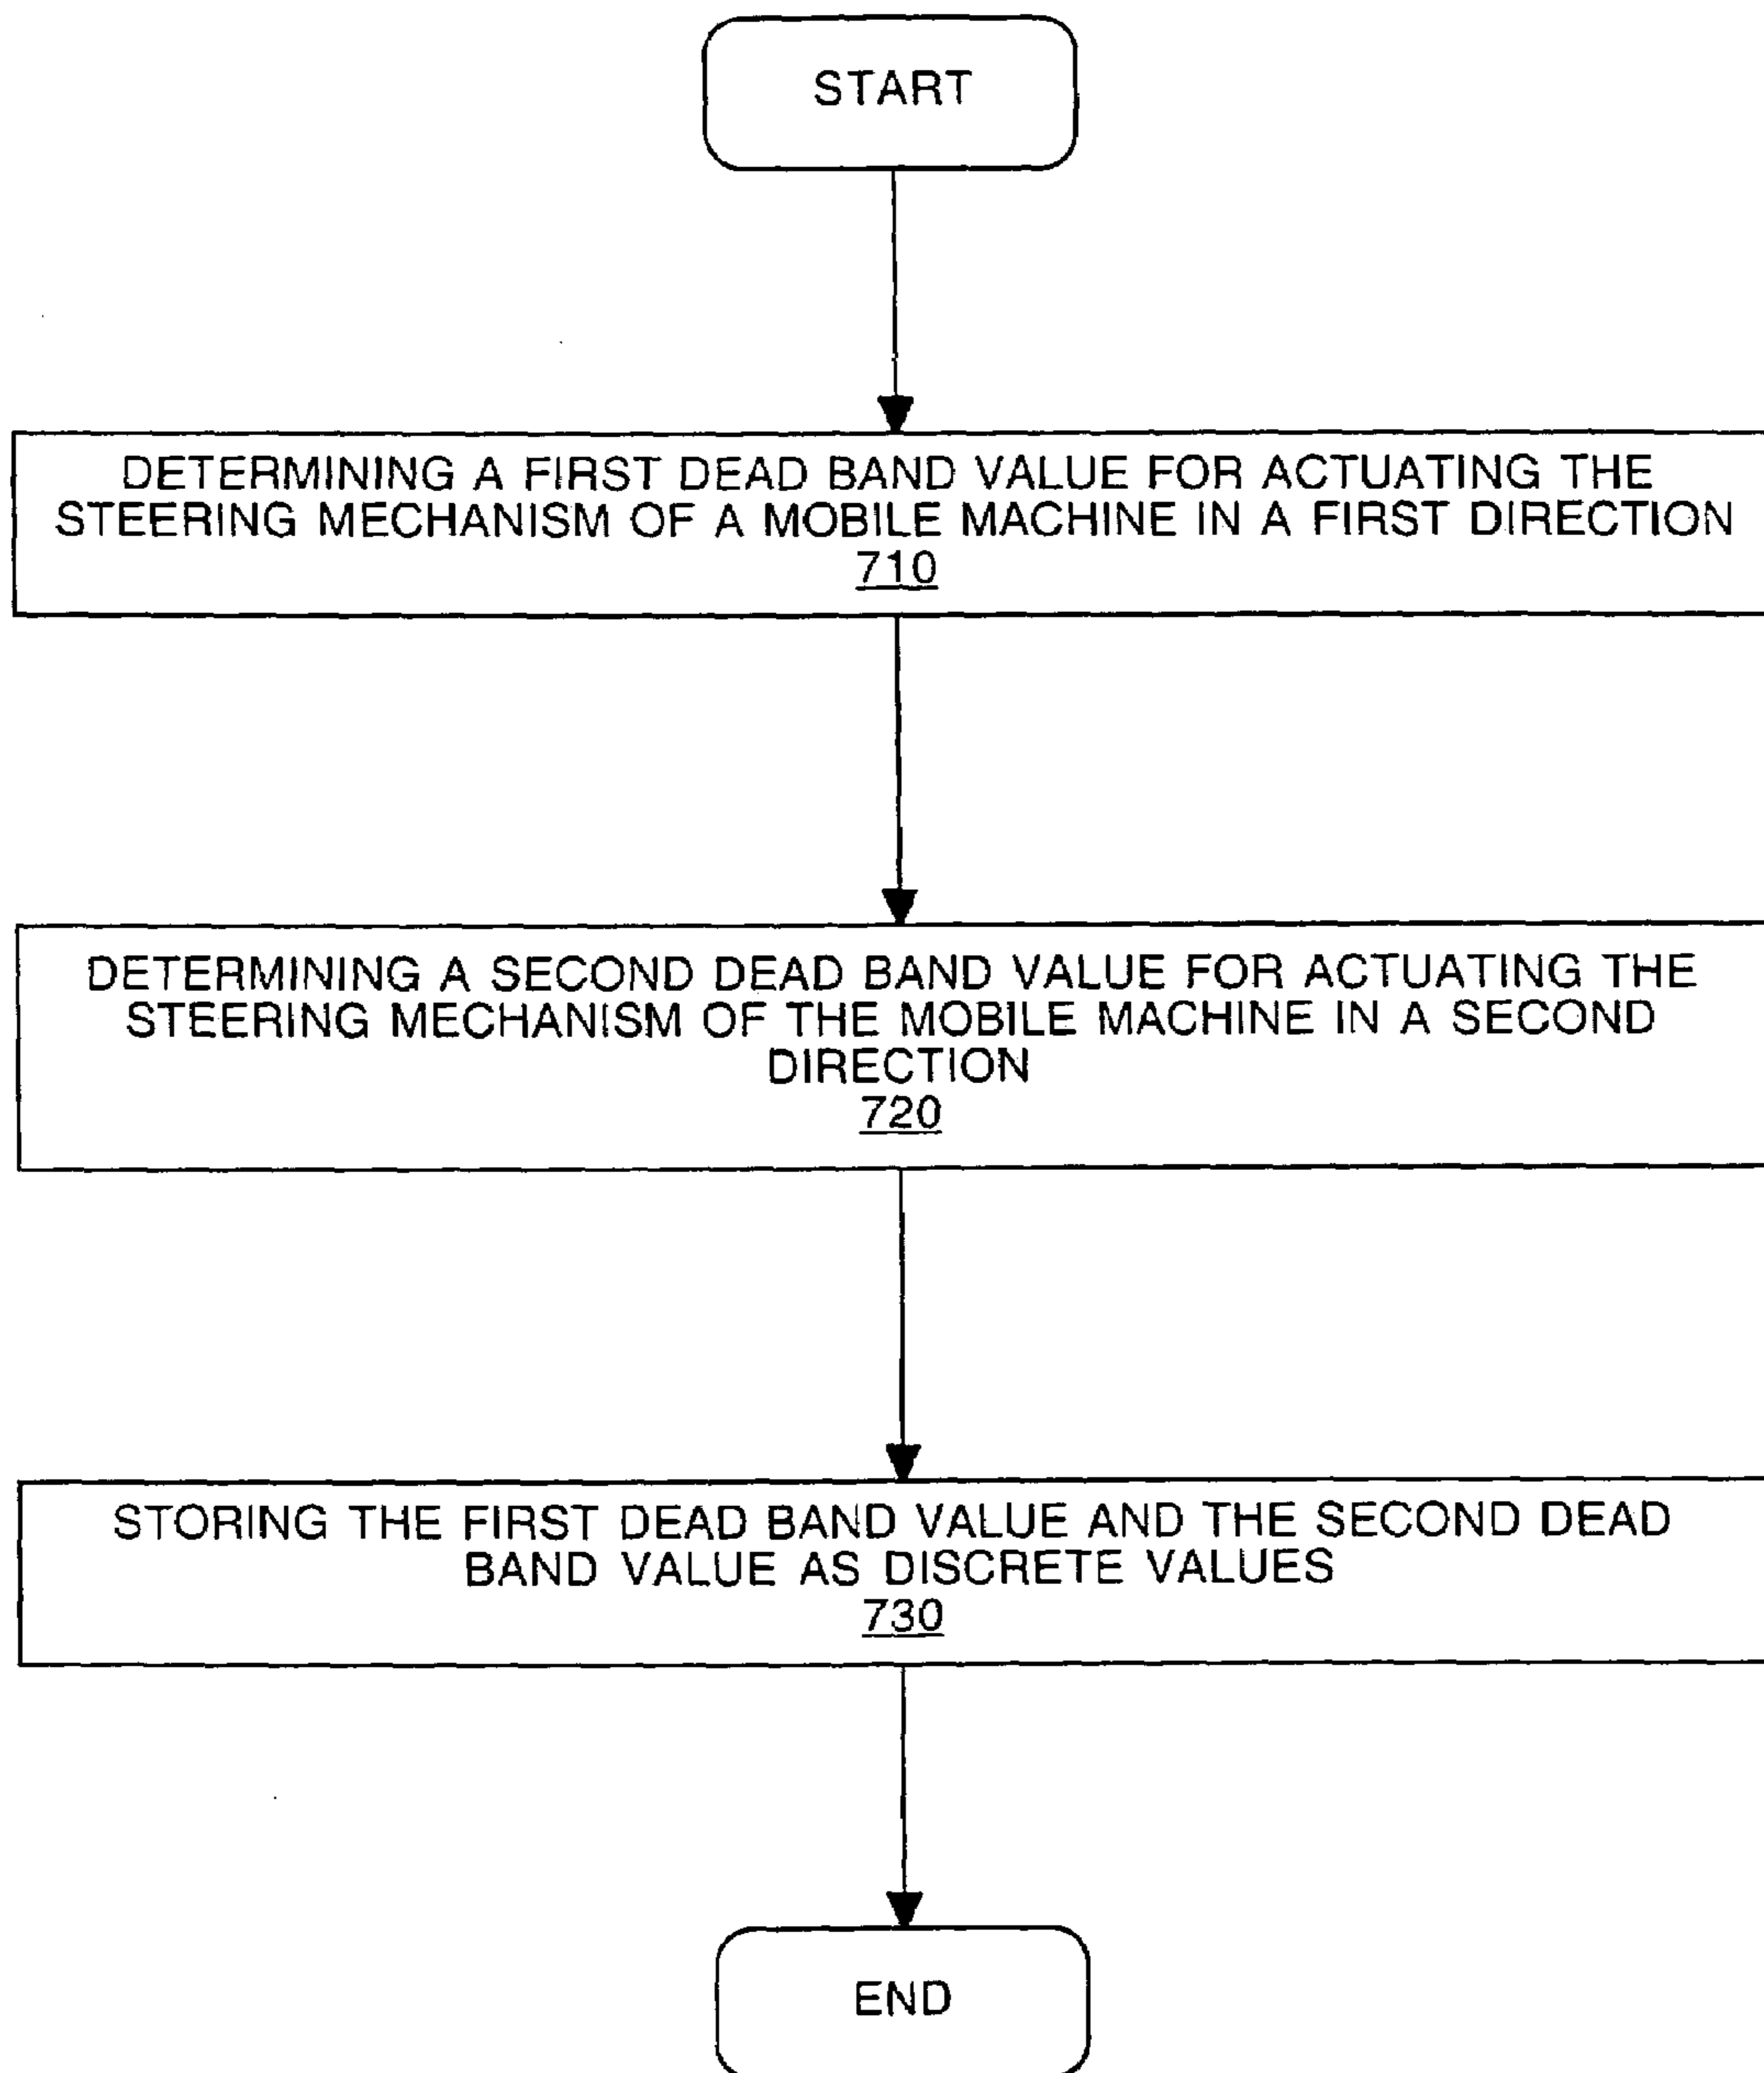 START
DETERMINING A FIRST DEAD BAND VALUE FOR ACTUATING THE
STEERING MECHANISM OF A MOBILE MACHINE IN A FIRST DIRECTION
710
DETERMINING A SECOND DEAD BAND VALUE FOR ACTUATING THE
STEERING MECHANISM OF THE MOBILE MACHINE IN A SECOND
DIRECTION
720
STORING THE FIRST DEAD BAND VALUE AND THE SECOND DEAD
BAND VALUE AS DISCRETE VALUES
730
END